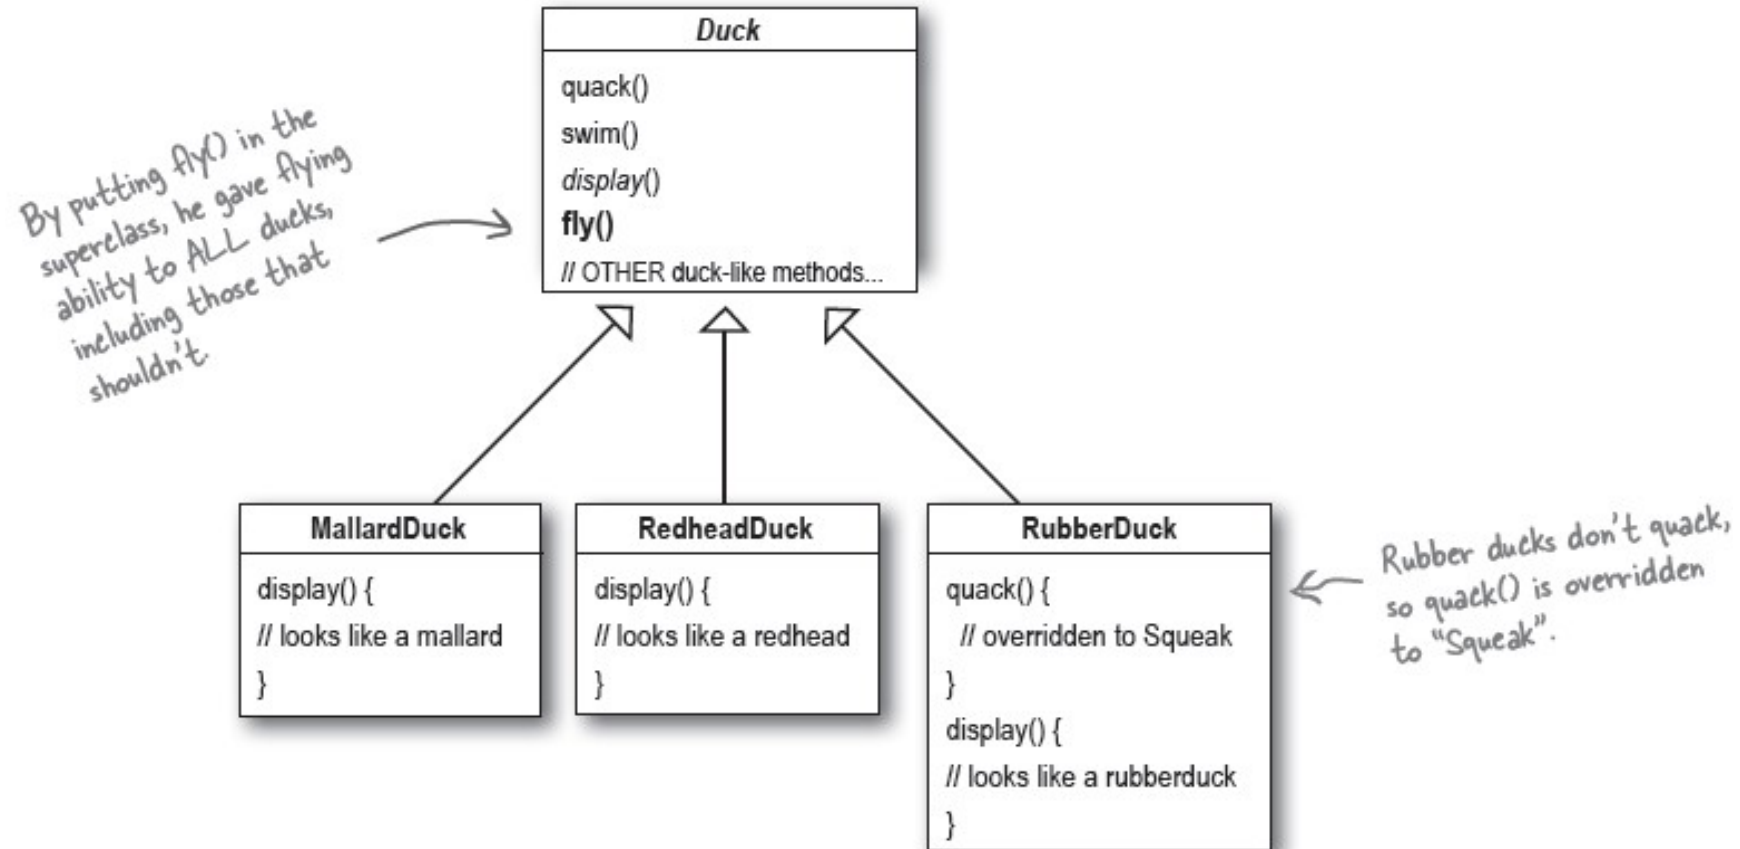 Duck
quack()
swim()
display()
fly()
// OTHER duck-like methods...
By putting fly() in the
superclass, he gave flying
ability to ALL ducks,
including those that
shouldn't.
MallardDuck
display() {
// looks like a mallard
}
RedheadDuck
display() {
// looks like a redhead
}
RubberDuck
quack() {
// overridden to Squeak
}
display() {
// looks like a rubberduck
}
Rubber ducks don't quack,
so quack() is overridden
to "Squeak".